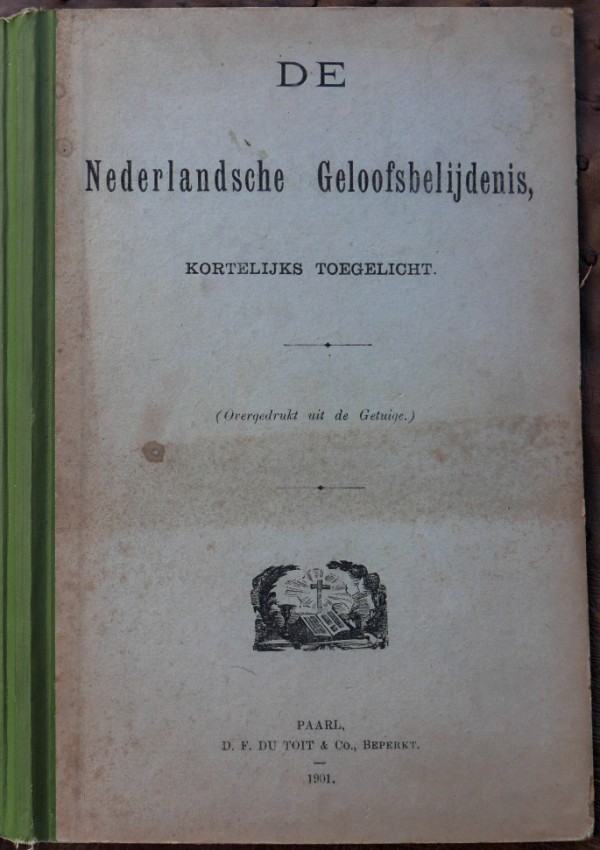 DE
Nederlandsche Geloofsbelijdenis,
KORTELIJKS TOEGELICHT.
(Overgedrukt uit de Getuige.)
PAARL,
D. F. DU TOIT & Co., BEPERKT.
1901.